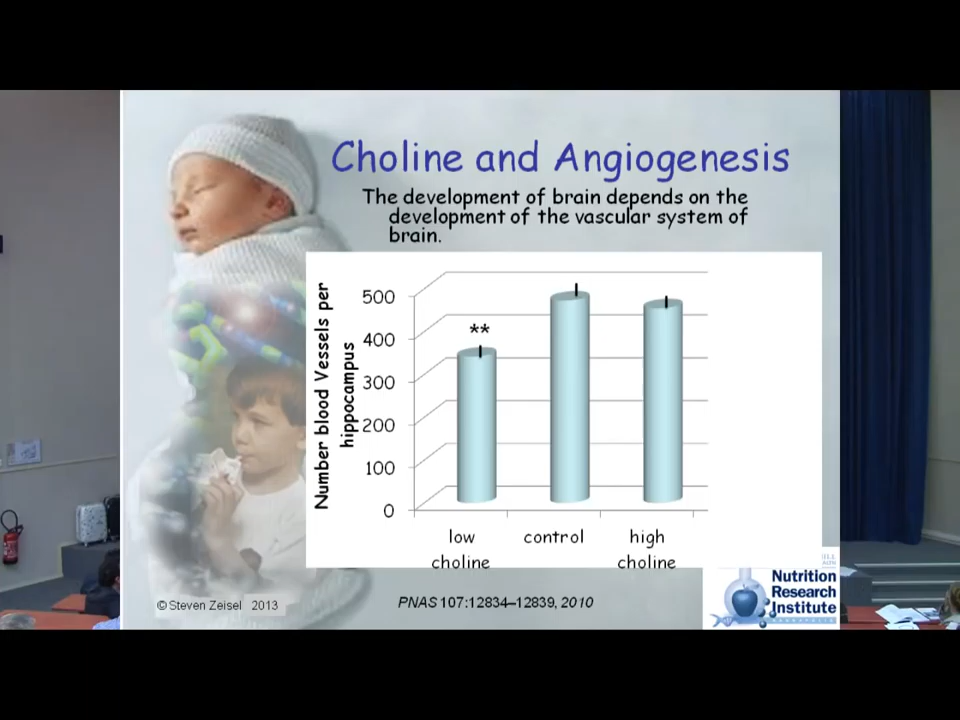 Choline and Angiogenesis
The development of brain depends on the
development of the vascular system of
brain.
Number blood Vessels per
hippocampus
500
400
300
200
100
0
**
low
choline
control
high
choline
© Steven Zeisel 2013
PNAS 107:12834–12839, 2010
Nutrition
Research
Institute